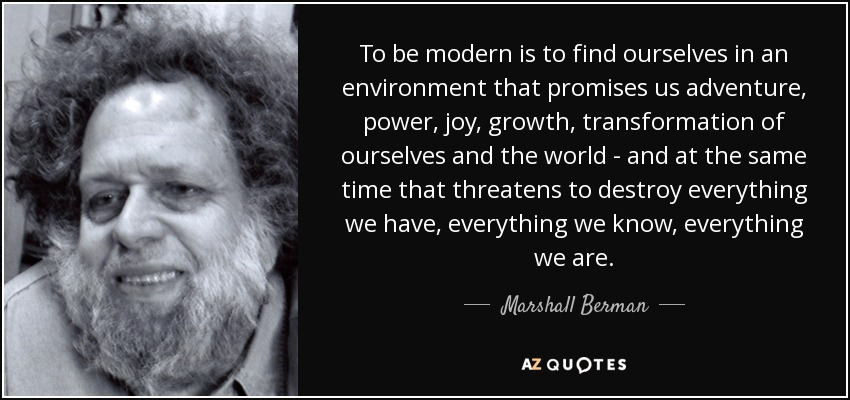 To be modern is to find ourselves in an
environment that promises us adventure,
power, joy, growth, transformation of
ourselves and the world - and at the same
time that threatens to destroy everything
we have, everything we know, everything
we are.
Marshall Berman
AZ QUOTES